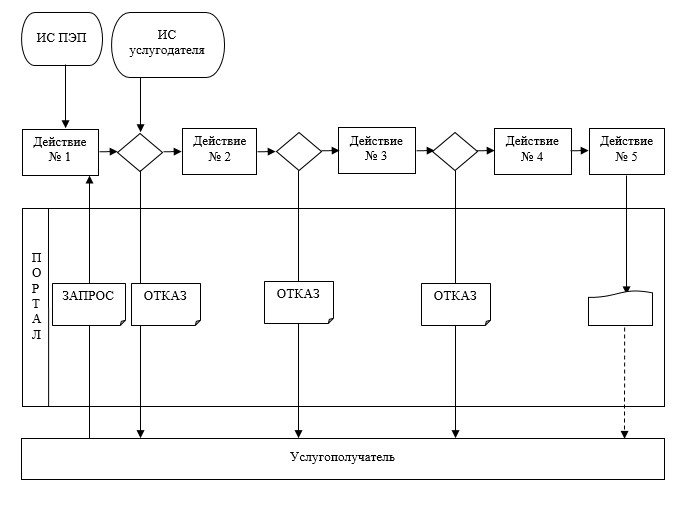 ИС ПЭП
ИС
услугодателя
Действие
№ 1
Действие
№ 2
Действие
№ 3
Действие
№ 4
Действие
№ 5
ПОРТАЛ
ЗАПРОС
ОТКАЗ
ОТКАЗ
ОТКАЗ
Услугополучатель